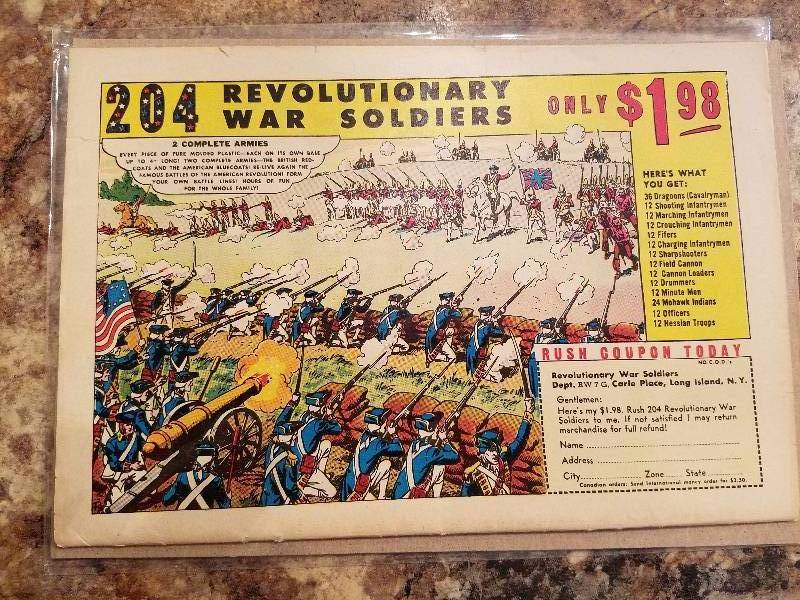 204 REVOLUTIONARY
WAR SOLDIERS
ONLY $1.98
2 COMPLETE ARMIES
EVERY PIECE OF PURE MOLDED PLASTIC—EACH ON ITS OWN BASE
UP TO 4" LONG! TWO COMPLETE ARMIES—THE BRITISH RED-
COATS AND THE AMERICAN BLUECOATS! RE-LIVE AGAIN THE
FAMOUS BATTLES OF THE AMERICAN REVOLUTION! FORM
YOUR OWN BATTLE LINES! HOURS OF FUN
FOR THE WHOLE FAMILY!
HERE'S WHAT
YOU GET:
36 Dragoons (Cavalryman)
12 Shooting Infantrymen
12 Marching Infantrymen
12 Crouching Infantrymen
12 Fifers
12 Charging Infantrymen
12 Sharpshooters
12 Field Cannon
12 Cannon Loaders
12 Drummers
12 Minute Men
24 Mohawk Indians
12 Officers
12 Hessian Troops
RUSH COUPON TODAY
NO C.O.D.'s
Revolutionary War Soldiers
Dept. RW 7 G, Carle Place, Long Island, N. Y.
Gentlemen:
Here's my $1.98. Rush 204 Revolutionary War
Soldiers to me. If not satisfied I may return
merchandise for full refund!
Name
Address
City Zone State
Canadian orders: Send international money order for $2.50.